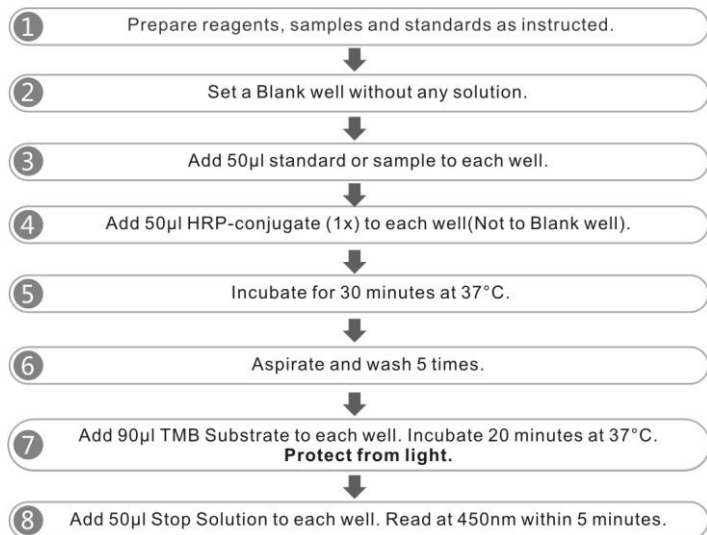 1 Prepare reagents, samples and standards as instructed.
2 Set a Blank well without any solution.
3 Add 50μl standard or sample to each well.
4 Add 50μl HRP-conjugate (1x) to each well(Not to Blank well).
5 Incubate for 30 minutes at 37°C.
6 Aspirate and wash 5 times.
7 Add 90μl TMB Substrate to each well. Incubate 20 minutes at 37°C.
Protect from light.
8 Add 50μl Stop Solution to each well. Read at 450nm within 5 minutes.